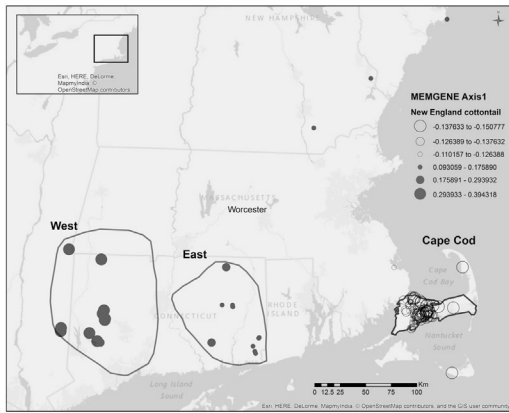 NEW HAMPSHIRE
Esri, HERE, DeLorme
MapmyIndia, ©
OpenStreetMap contributors
MEMGENE Axis1
New England cottontail
-0.137633 to -0.150777
-0.126389 to -0.137632
-0.110157 to -0.126388
0.093059 - 0.175890
0.175891 - 0.293932
0.293933 - 0.394318
MASSACHUSETTS
Worcester
West
East
Cape Cod
Cape
Cod Bay
CONNECTICUT
RHODE
ISLAND
Nantucket
Sound
Long Island
Sound
Km
0 12.5 25 50 75 100
Esri, HERE, DeLorme, MapmyIndia, © OpenStreetMap contributors, and the GIS user community